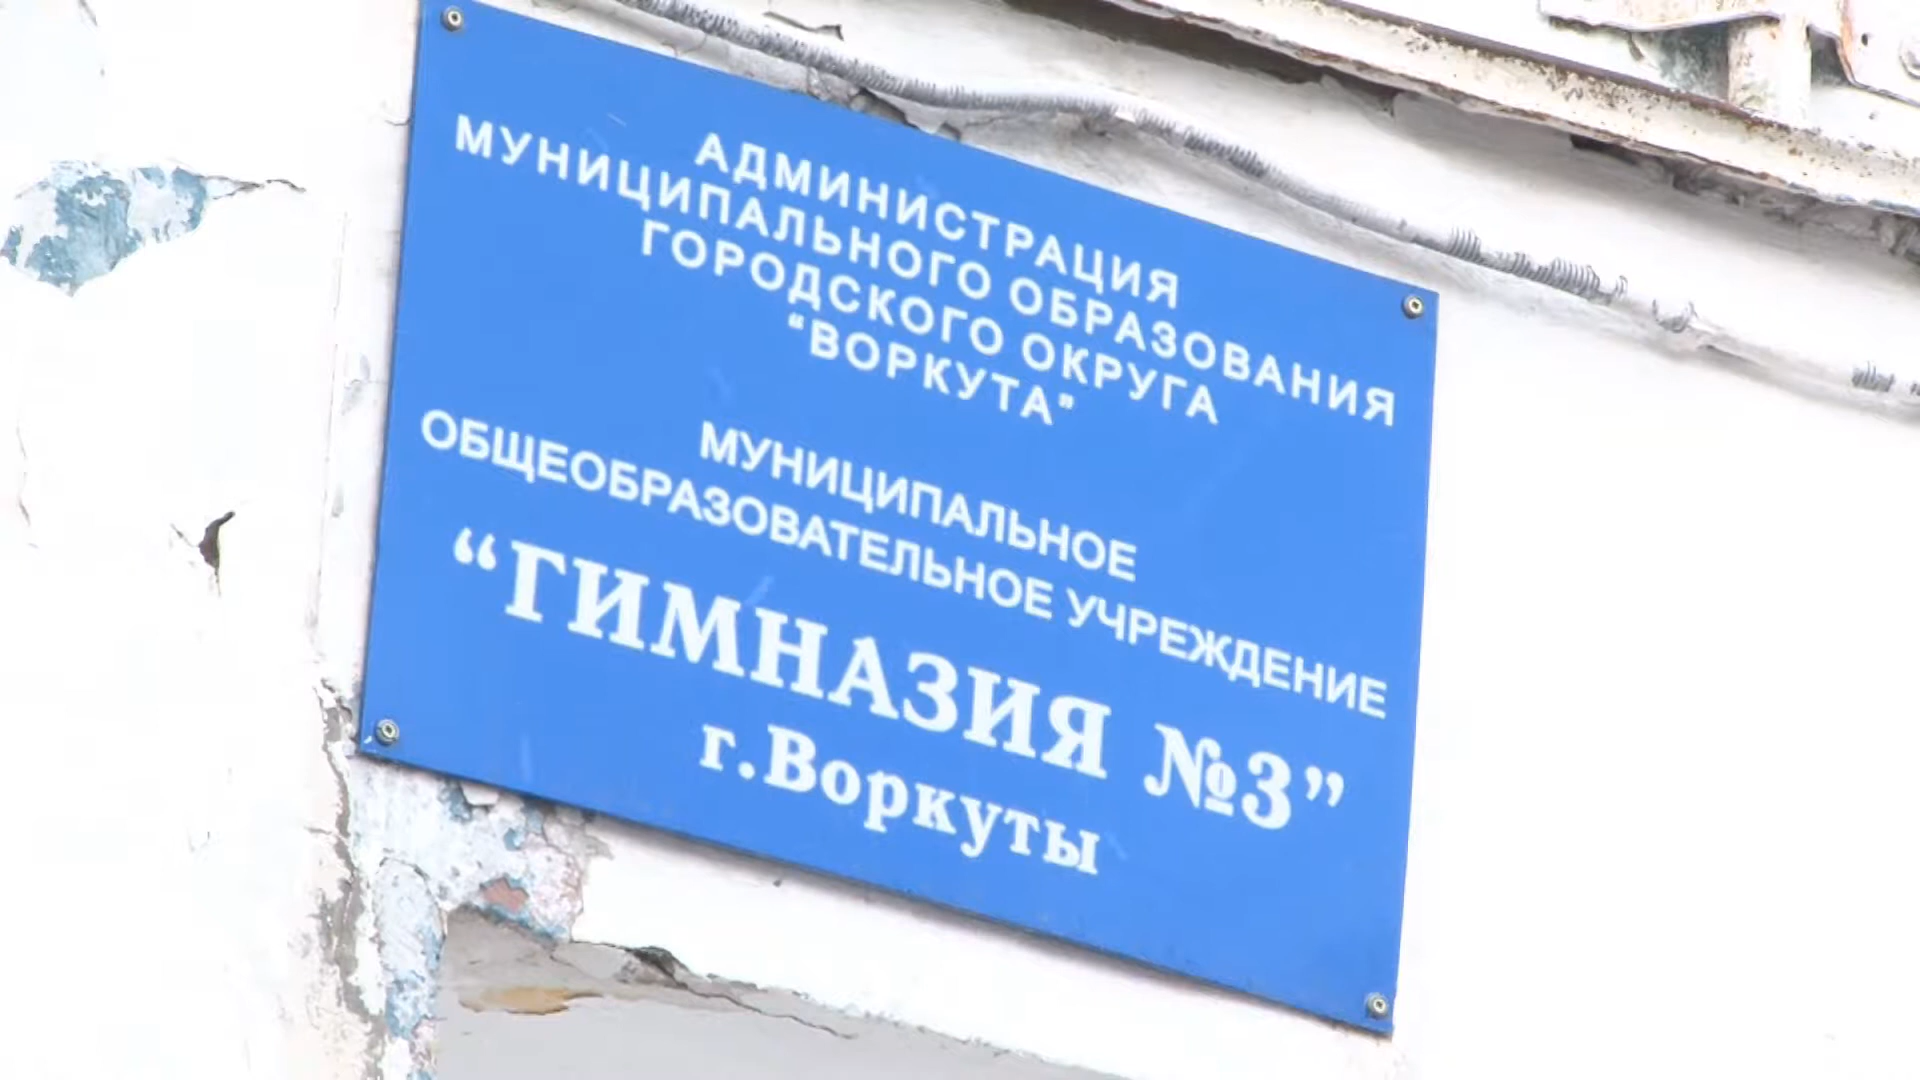 АДМИНИСТРАЦИЯ
МУНИЦИПАЛЬНОГО ОБРАЗОВАНИЯ
ГОРОДСКОГО ОКРУГА
"ВОРКУТА"
МУНИЦИПАЛЬНОЕ
ОБЩЕОБРАЗОВАТЕЛЬНОЕ УЧРЕЖДЕНИЕ
“ГИМНАЗИЯ №3”
г.Воркуты